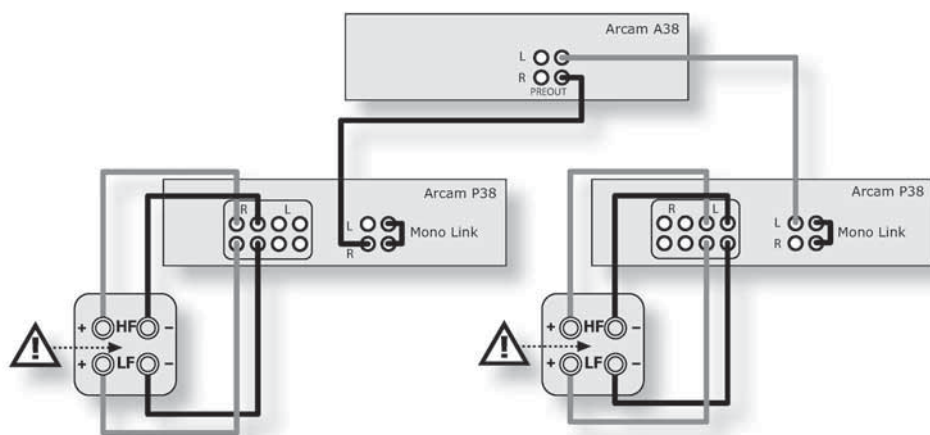 Arcam A38
L
R
PREOUT
Arcam P38
R L
L
Mono Link
R
+ HF −
+ LF −
Arcam P38
R L
L
Mono Link
R
+ HF −
+ LF −